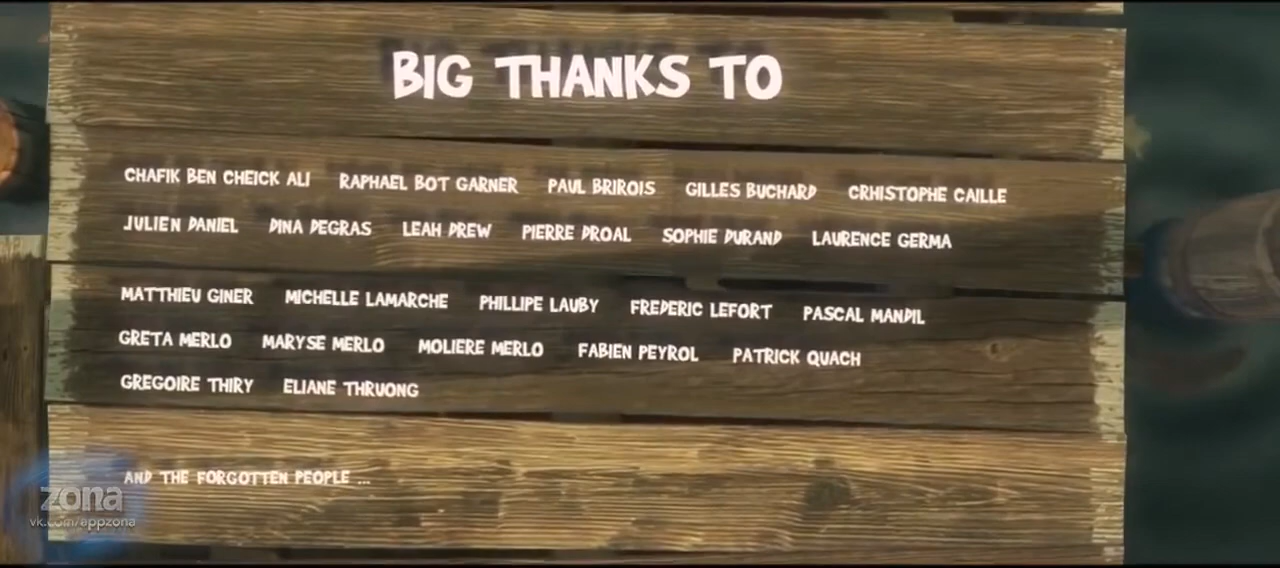 BIG THANKS TO
CHAFIK BEN CHEICK ALI RAPHAEL BOT GARNER PAUL BRIROIS GILLES BUCHARD CRHISTOPHE CAILLE
JULIEN DANIEL DINA DEGRAS LEAH DREW PIERRE DROAL SOPHIE DURAND LAURENCE GERMA
MATTHIEU GINER MICHELLE LAMARCHE PHILLIPE LAUBY FREDERIC LEFORT PASCAL MANDIL
GRETA MERLO MARYSE MERLO MOLIERE MERLO FABIEN PEYROL PATRICK QUACH
GREGOIRE THIRY ELIANE THRUONG
AND THE FORGOTTEN PEOPLE ...
zona
vk.com/appzona